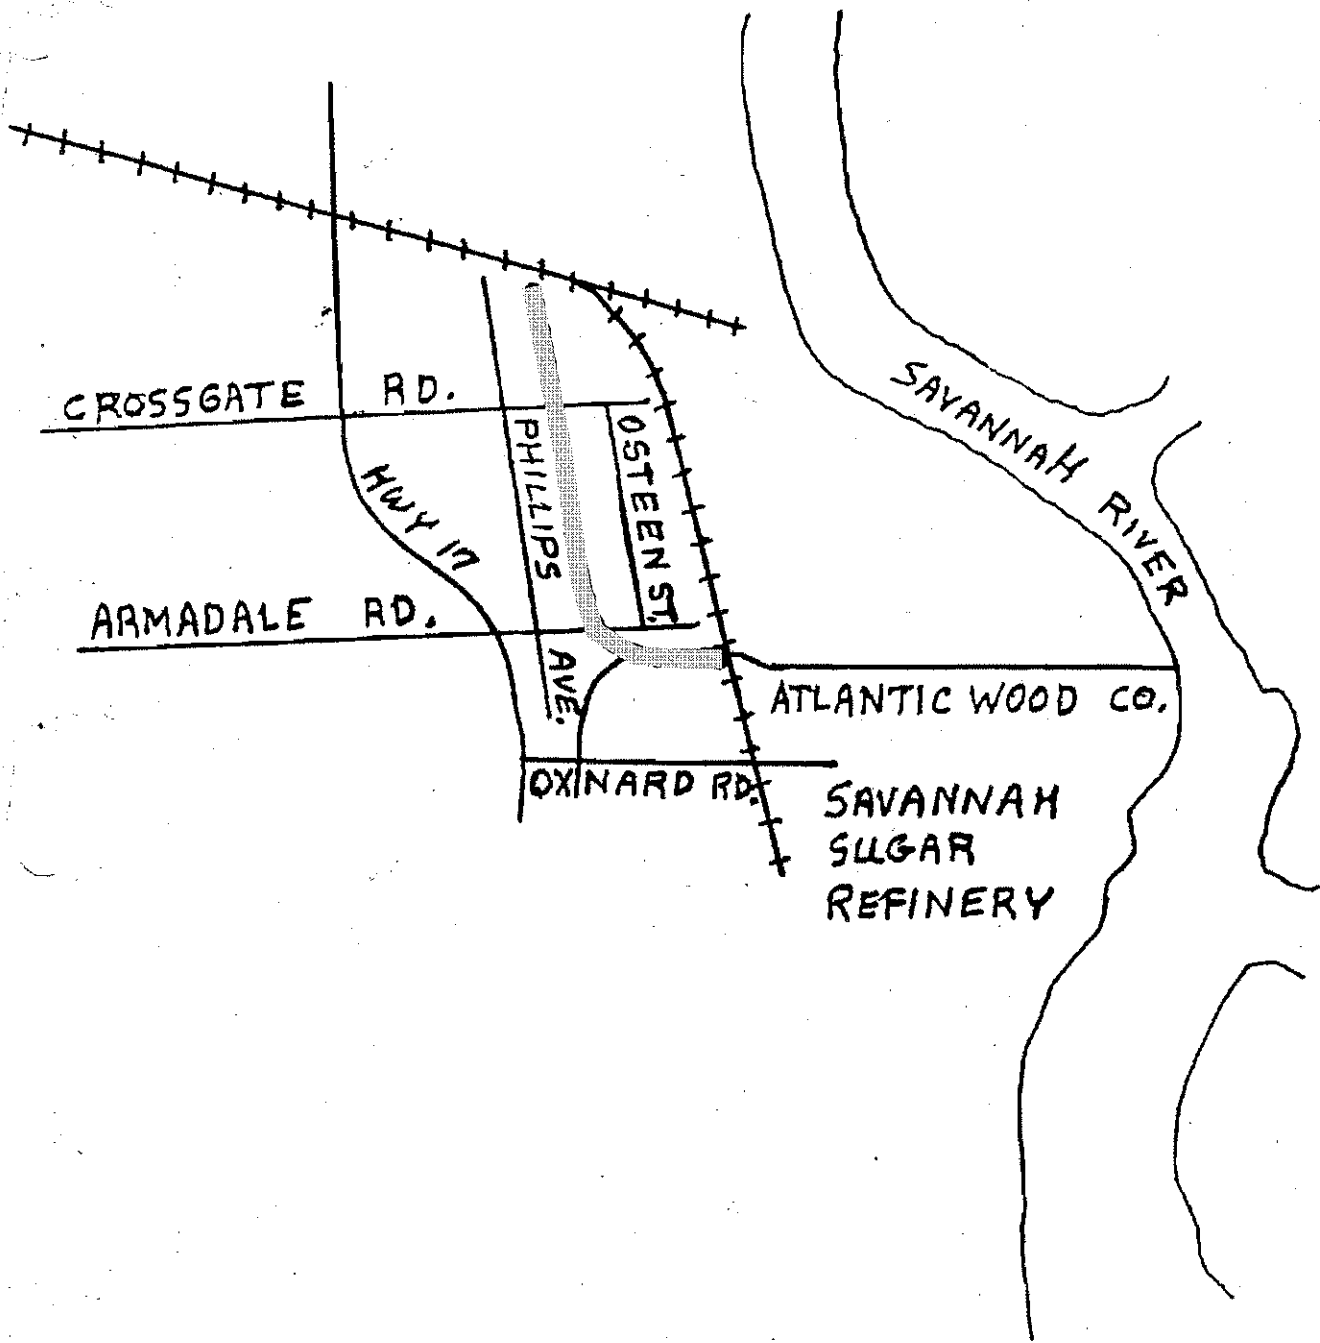 CROSSGATE RD.
SAVANNAH RIVER
PHILLIPS AVE.
OSTEEN ST.
HWY 17
ARMADALE RD.
ATLANTIC WOOD CO.
OXNARD RD.
SAVANNAH
SUGAR
REFINERY